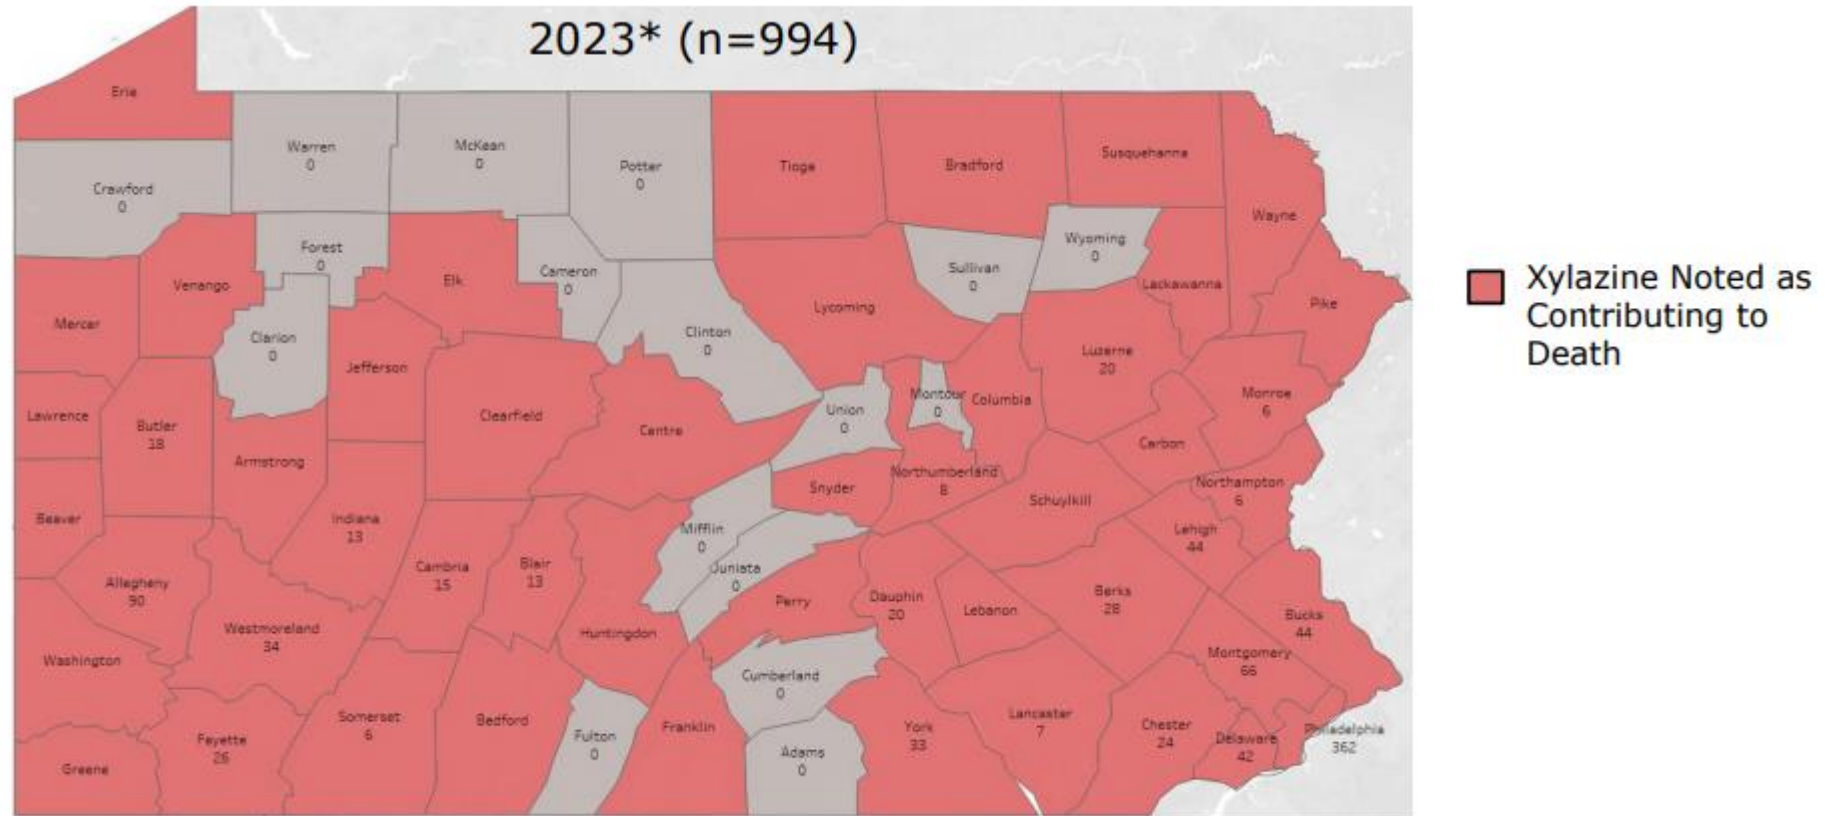 2023* (n=994)
Erie
Warren
0
McKean
0
Potter
0
Tioga
Bradford
Susquehanna
Wayne
Crawford
0
Forest
0
Venango
Elk
Cameron
0
Sullivan
0
Wyoming
0
Lackawanna
Pike
Mercer
Clarion
0
Jefferson
Clinton
0
Lycoming
Luzerne
20
Monroe
6
Lawrence
Butler
18
Armstrong
Clearfield
Centre
Union
0
Montour
0
Columbia
Carbon
Beaver
Indiana
13
Snyder
Northumberland
8
Schuylkill
Northampton
6
Lehigh
44
Mifflin
0
Juniata
0
Allegheny
90
Cambria
15
Blair
13
Huntingdon
Perry
Dauphin
20
Lebanon
Berks
28
Bucks
44
Westmoreland
34
Washington
Montgomery
66
Cumberland
0
Somerset
6
Bedford
Franklin
Fayette
26
Fulton
0
Adams
0
York
33
Lancaster
7
Chester
24
Delaware
42
Philadelphia
362
Greene
Xylazine Noted as
Contributing to
Death